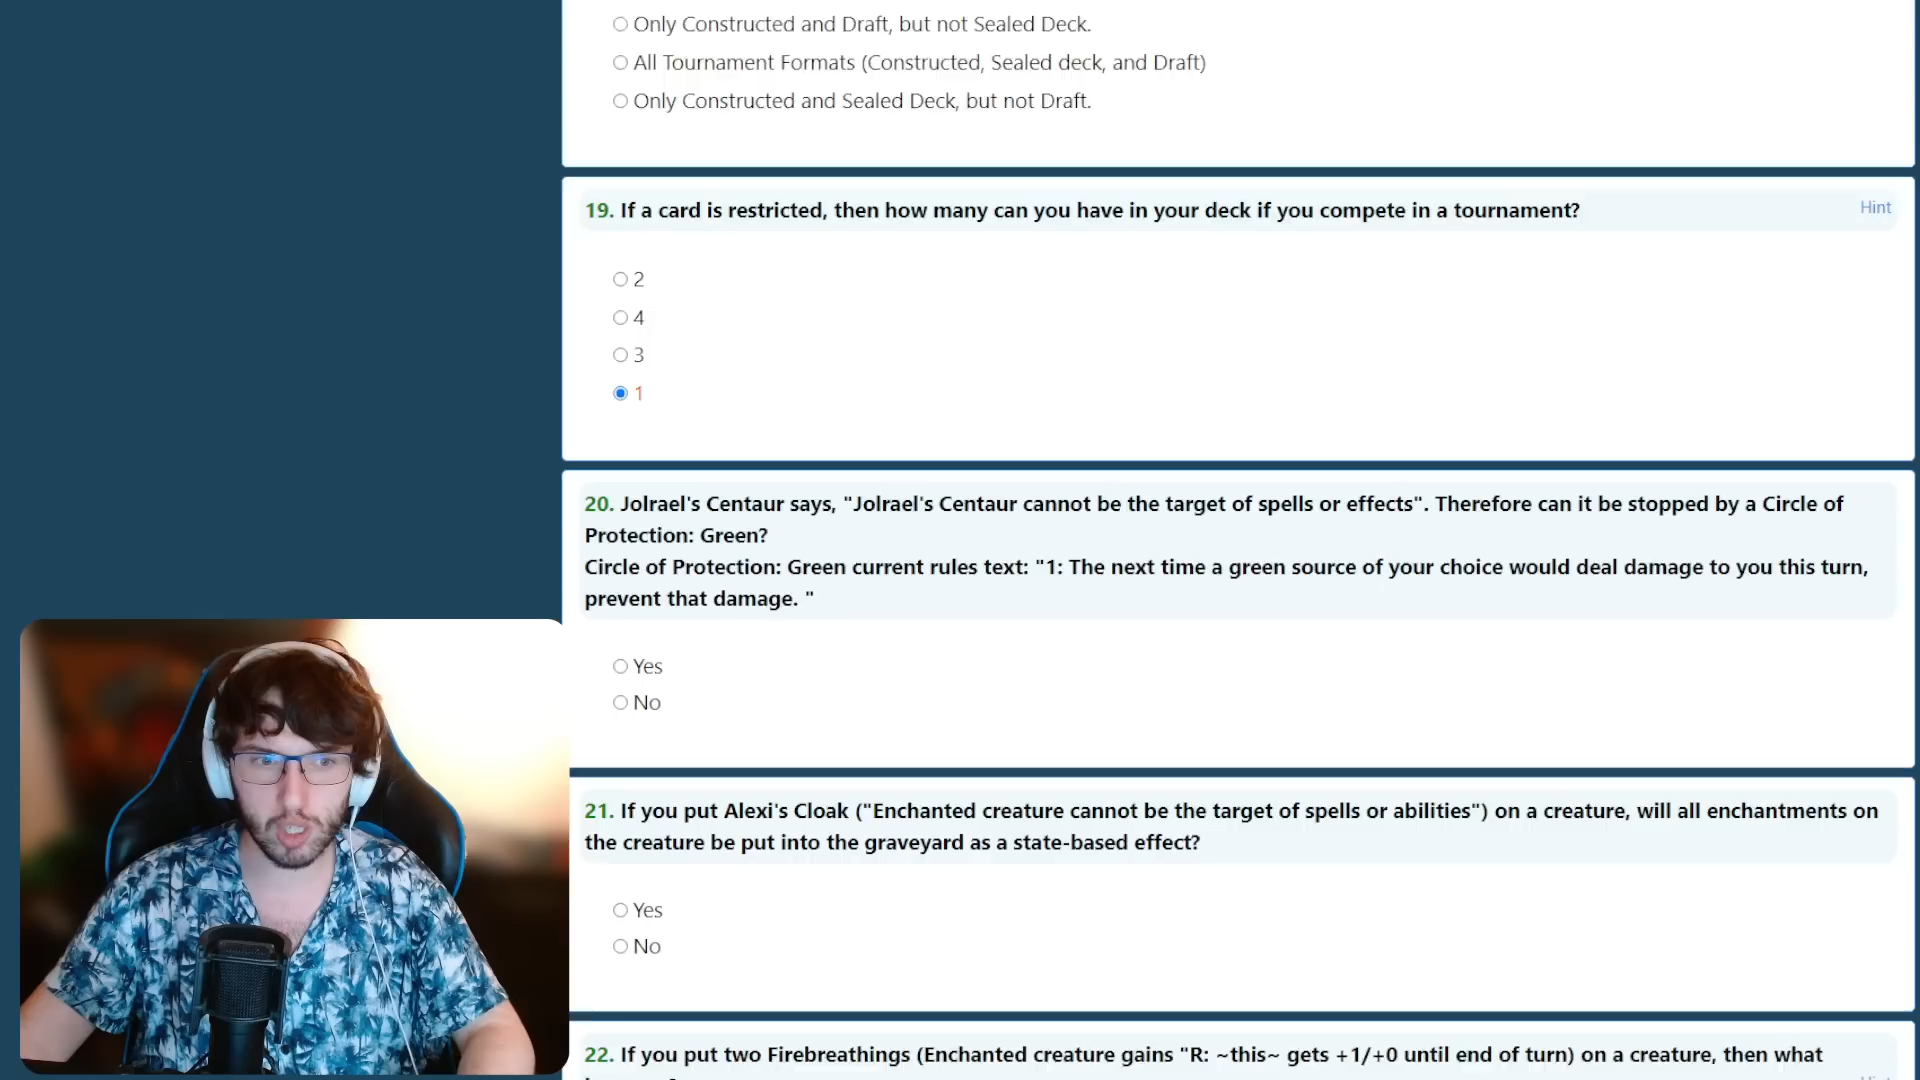 Only Constructed and Draft, but not Sealed Deck.
All Tournament Formats (Constructed, Sealed deck, and Draft)
Only Constructed and Sealed Deck, but not Draft.
19. If a card is restricted, then how many can you have in your deck if you compete in a tournament?
Hint
2
4
3
1
20. Jolrael's Centaur says, "Jolrael's Centaur cannot be the target of spells or effects". Therefore can it be stopped by a Circle of
Protection: Green?
Circle of Protection: Green current rules text: "1: The next time a green source of your choice would deal damage to you this turn,
prevent that damage. "
Yes
No
21. If you put Alexi's Cloak ("Enchanted creature cannot be the target of spells or abilities") on a creature, will all enchantments on
the creature be put into the graveyard as a state-based effect?
Yes
No
22. If you put two Firebreathings (Enchanted creature gains "R: ~this~ gets +1/+0 until end of turn) on a creature, then what